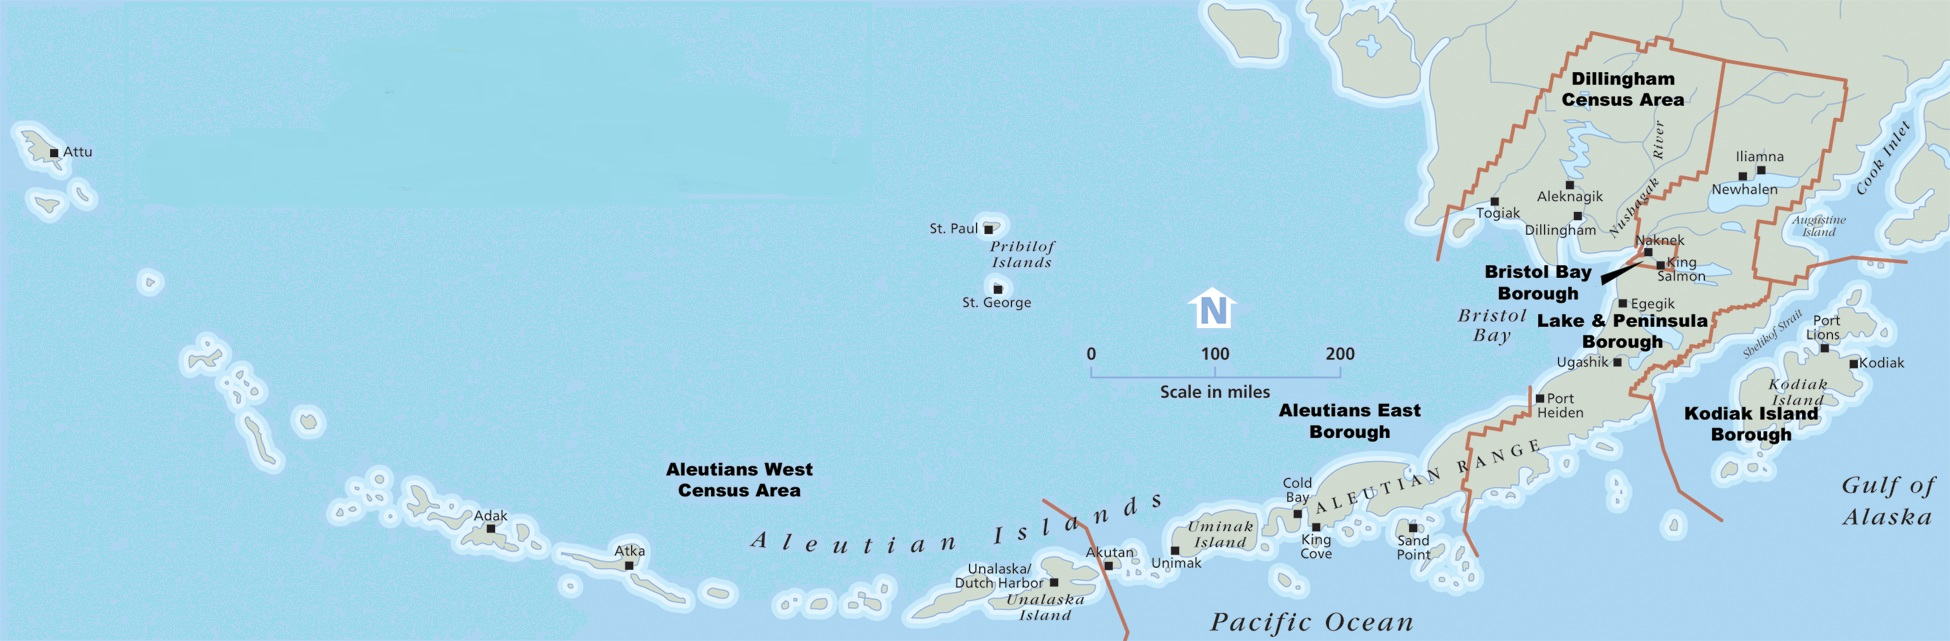 Dillingham
Census Area
River
Nushagak
Cook Inlet
Iliamna
Newhalen
Attu
Aleknagik
Togiak
Dillingham
Augustine
Island
St. Paul
Pribilof
Islands
St. George
Naknek
King
Salmon
Bristol Bay
Borough
Egegik
Bristol
Bay
Lake & Peninsula
Borough
Ugashik
Shelikof Strait
Port
Lions
Kodiak
Kodiak
Island
Kodiak Island
Borough
N
0 100 200
Scale in miles
Port
Heiden
Aleutians East
Borough
ALEUTIAN RANGE
Aleutians West
Census Area
Gulf of
Alaska
Aleutian Islands
Cold
Bay
King
Cove
Sand
Point
Uminak
Island
Unimak
Akutan
Adak
Atka
Unalaska/
Dutch Harbor
Unalaska
Island
Pacific Ocean